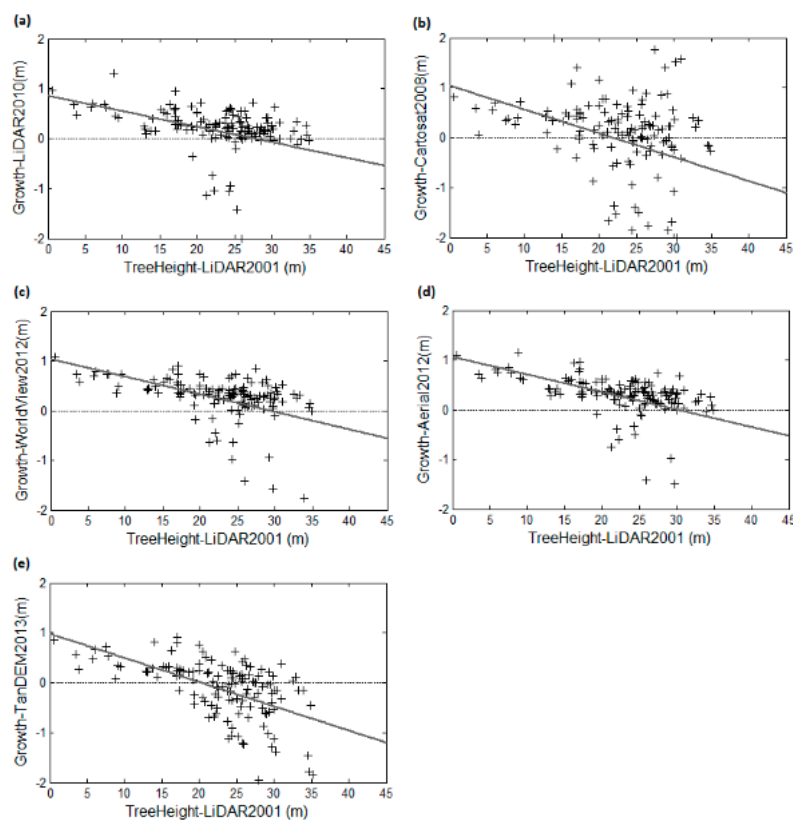 (a)
2
1
0
-1
-2
Growth-LiDAR2010(m)
0 5 10 15 20 25 30 35 40 45
TreeHeight-LiDAR2001 (m)
(b)
2
1
0
-1
-2
Growth-Cartosat2008(m)
0 5 10 15 20 25 30 35 40 45
TreeHeight-LiDAR2001 (m)
(c)
2
1
0
-1
-2
Growth-WorldView2012(m)
0 5 10 15 20 25 30 35 40 45
TreeHeight-LiDAR2001 (m)
(d)
2
1
0
-1
-2
Growth-Aerial2012(m)
0 5 10 15 20 25 30 35 40 45
TreeHeight-LiDAR2001 (m)
(e)
2
1
0
-1
-2
Growth-TanDEM2013(m)
0 5 10 15 20 25 30 35 40 45
TreeHeight-LiDAR2001 (m)